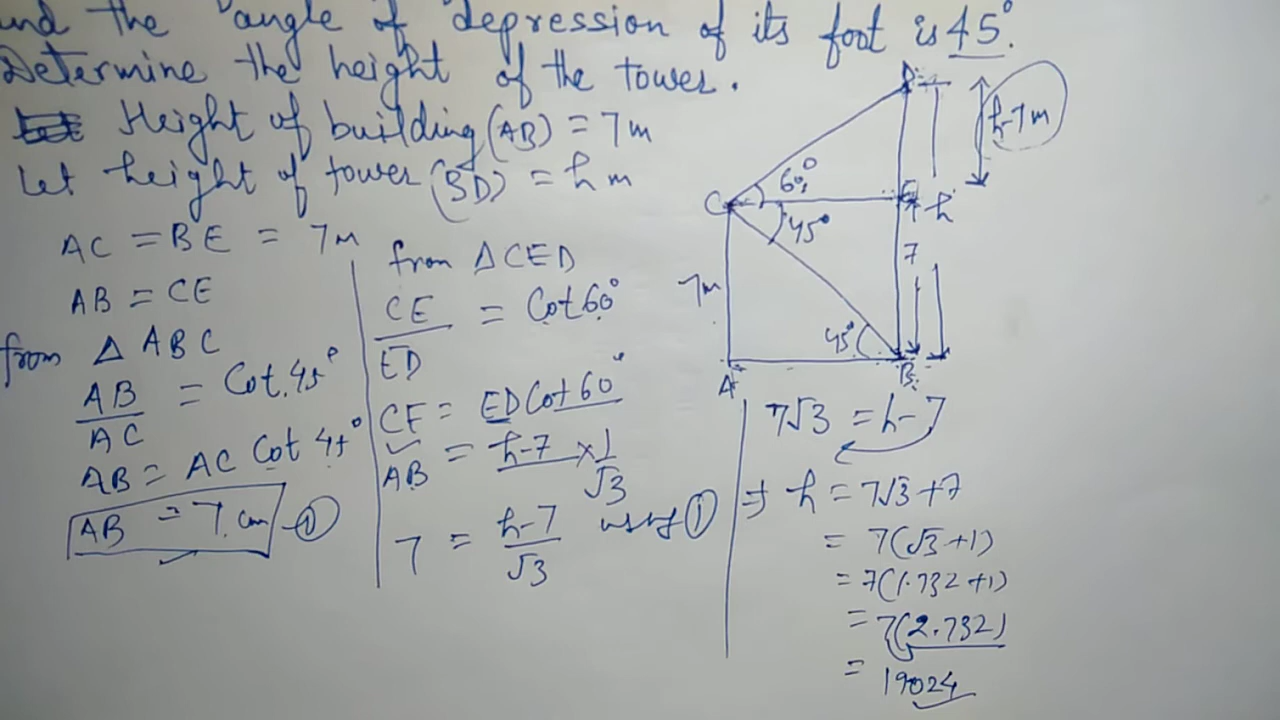 and the angle of depression of its foot is 45°.
Determine the height of the tower.
Height of building (AB) = 7m
Let height of tower (BD) = h m
AC = BE = 7m
AB = CE
from △ ABC
AB/AC = Cot 45°
AB = AC Cot 45°
AB = 7 cm ①
from △CED
CE/ED = Cot 60°
CE = ED Cot 60°
AB = h-7 × 1/√3
7 = h-7/√3 using ①
7√3 = h-7
⇒ h = 7√3 + 7
= 7(√3 + 1)
= 7(1.732 + 1)
= 7(2.732)
= 19024
D
h-7m
60°
C
E
h
45°
7
7m
45°
A
B